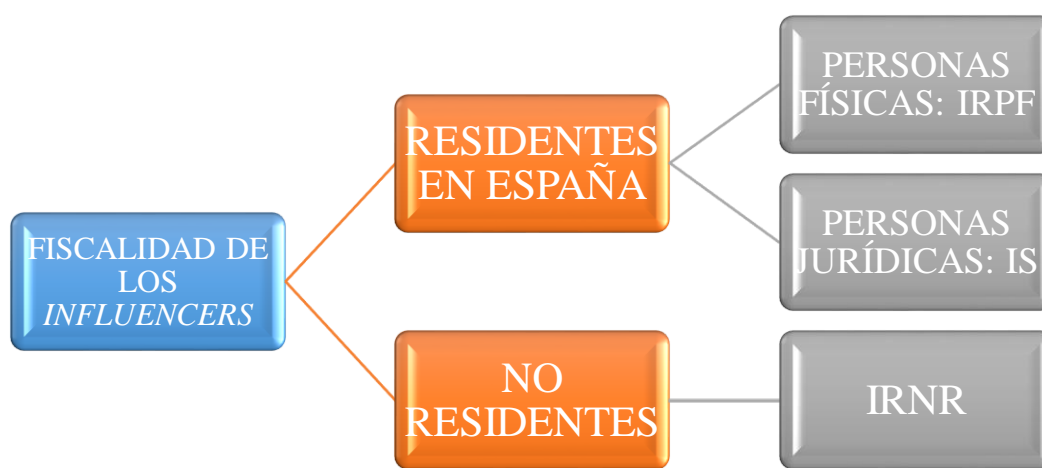 FISCALIDAD DE
LOS
INFLUENCERS
RESIDENTES
EN ESPAÑA
PERSONAS
FÍSICAS: IRPF
PERSONAS
JURÍDICAS: IS
NO
RESIDENTES
IRNR